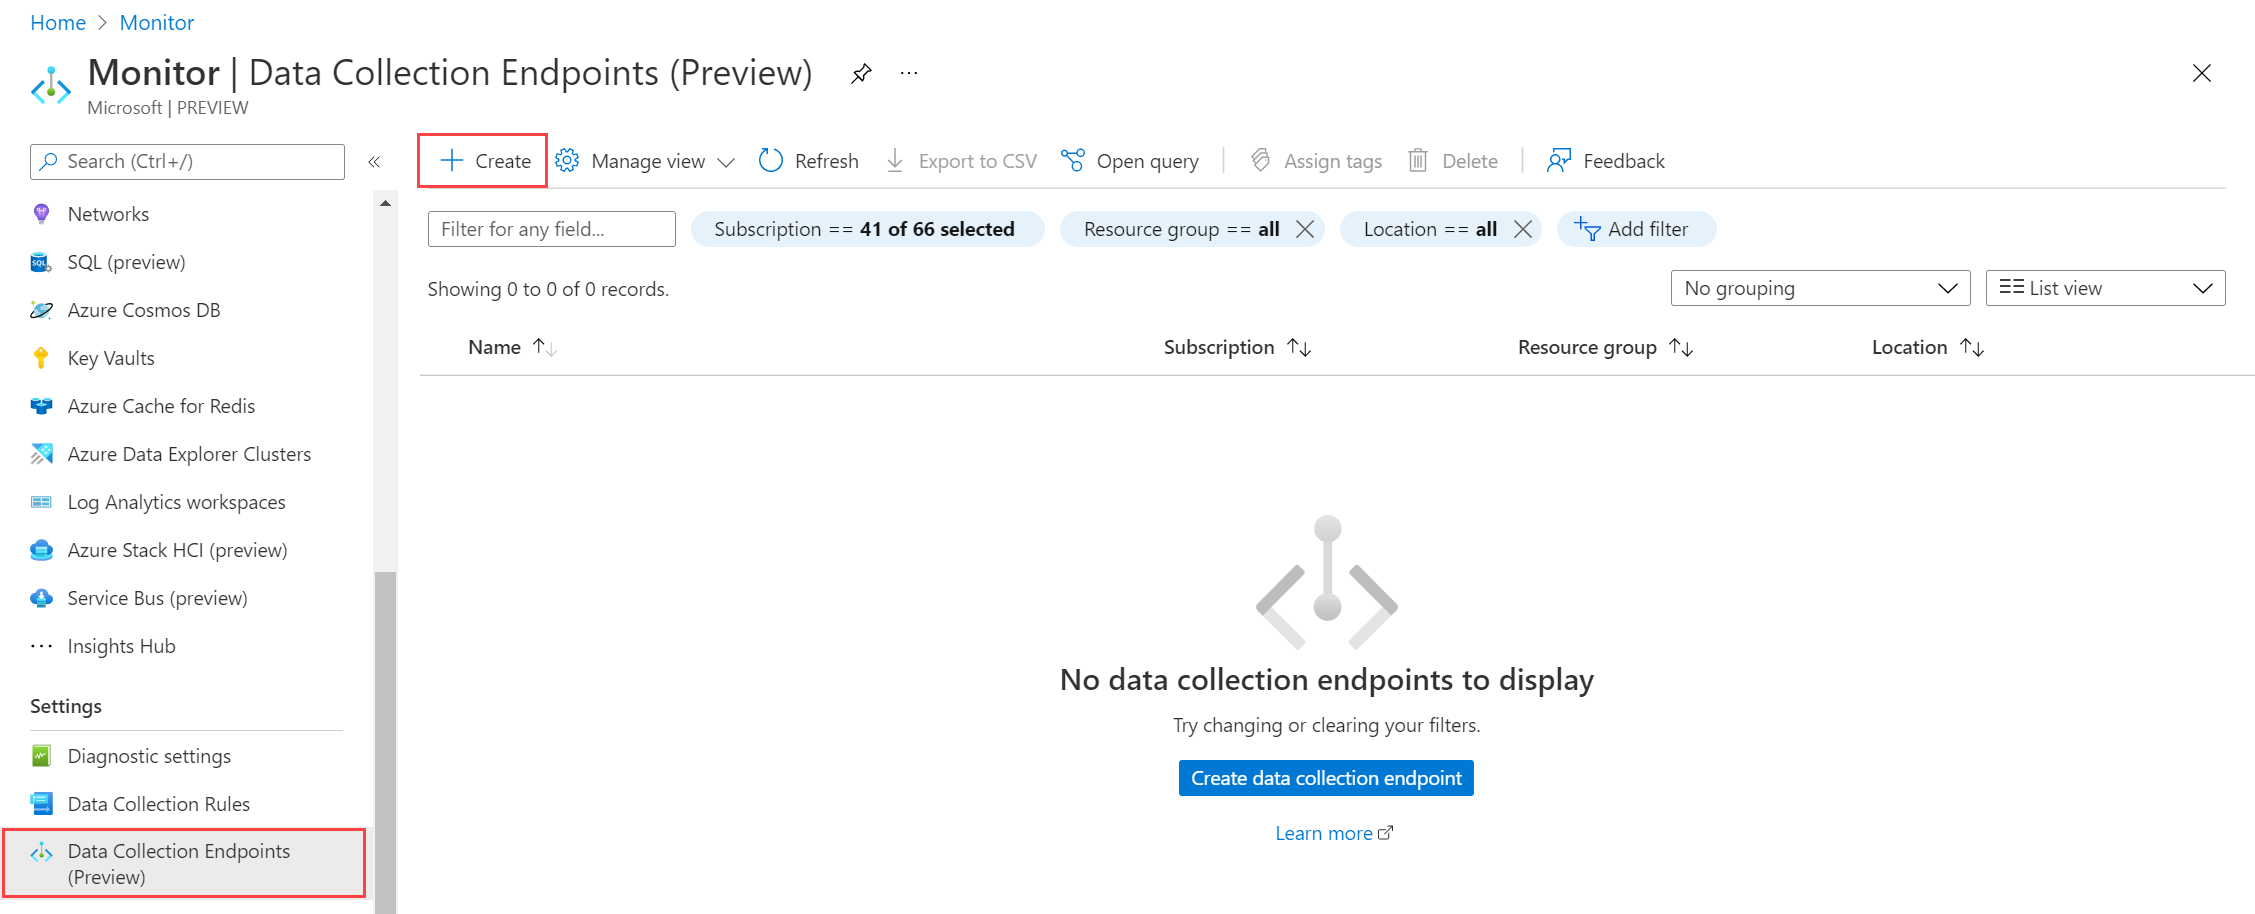 Home > Monitor
Monitor | Data Collection Endpoints (Preview) ...
Microsoft | PREVIEW
Search (Ctrl+/) «
Create Manage view Refresh Export to CSV Open query | Assign tags Delete | Feedback
Networks
SQL (preview)
Azure Cosmos DB
Key Vaults
Azure Cache for Redis
Azure Data Explorer Clusters
Log Analytics workspaces
Azure Stack HCI (preview)
Service Bus (preview)
Insights Hub
Settings
Diagnostic settings
Data Collection Rules
Data Collection Endpoints
(Preview)
Filter for any field... Subscription == 41 of 66 selected Resource group == all Location == all Add filter
Showing 0 to 0 of 0 records. No grouping List view
Name Subscription Resource group Location
No data collection endpoints to display
Try changing or clearing your filters.
Create data collection endpoint
Learn more